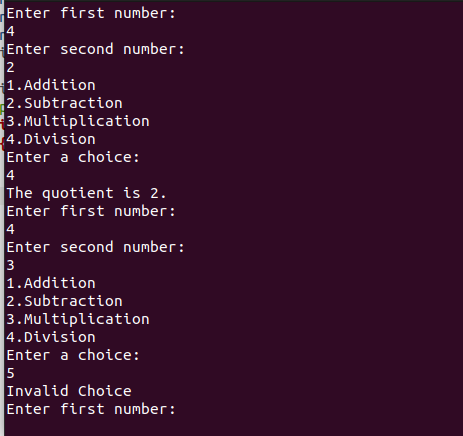 Enter first number:
4
Enter second number:
2
1.Addition
2.Subtraction
3.Multiplication
4.Division
Enter a choice:
4
The quotient is 2.
Enter first number:
4
Enter second number:
3
1.Addition
2.Subtraction
3.Multiplication
4.Division
Enter a choice:
5
Invalid Choice
Enter first number: